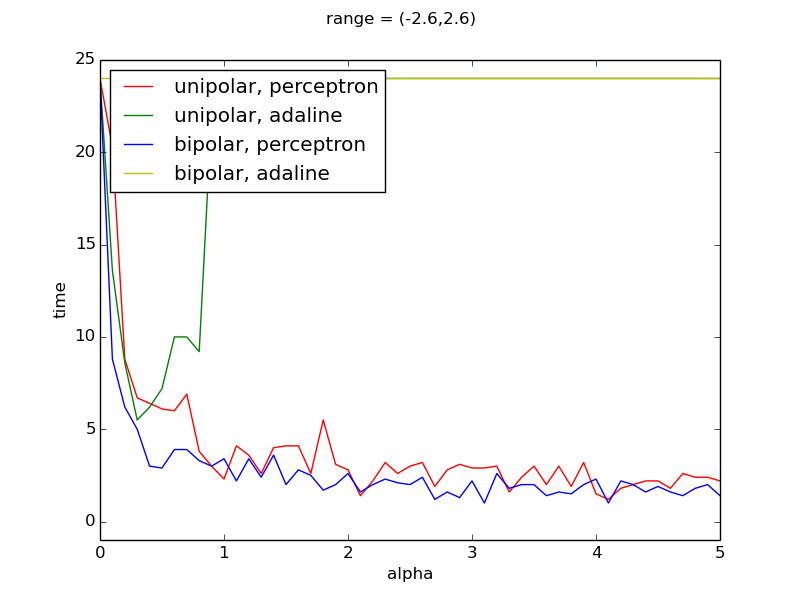 range = (-2.6,2.6)
25
20
15
10
5
0
time
unipolar, perceptron
unipolar, adaline
bipolar, perceptron
bipolar, adaline
0 1 2 3 4 5
alpha